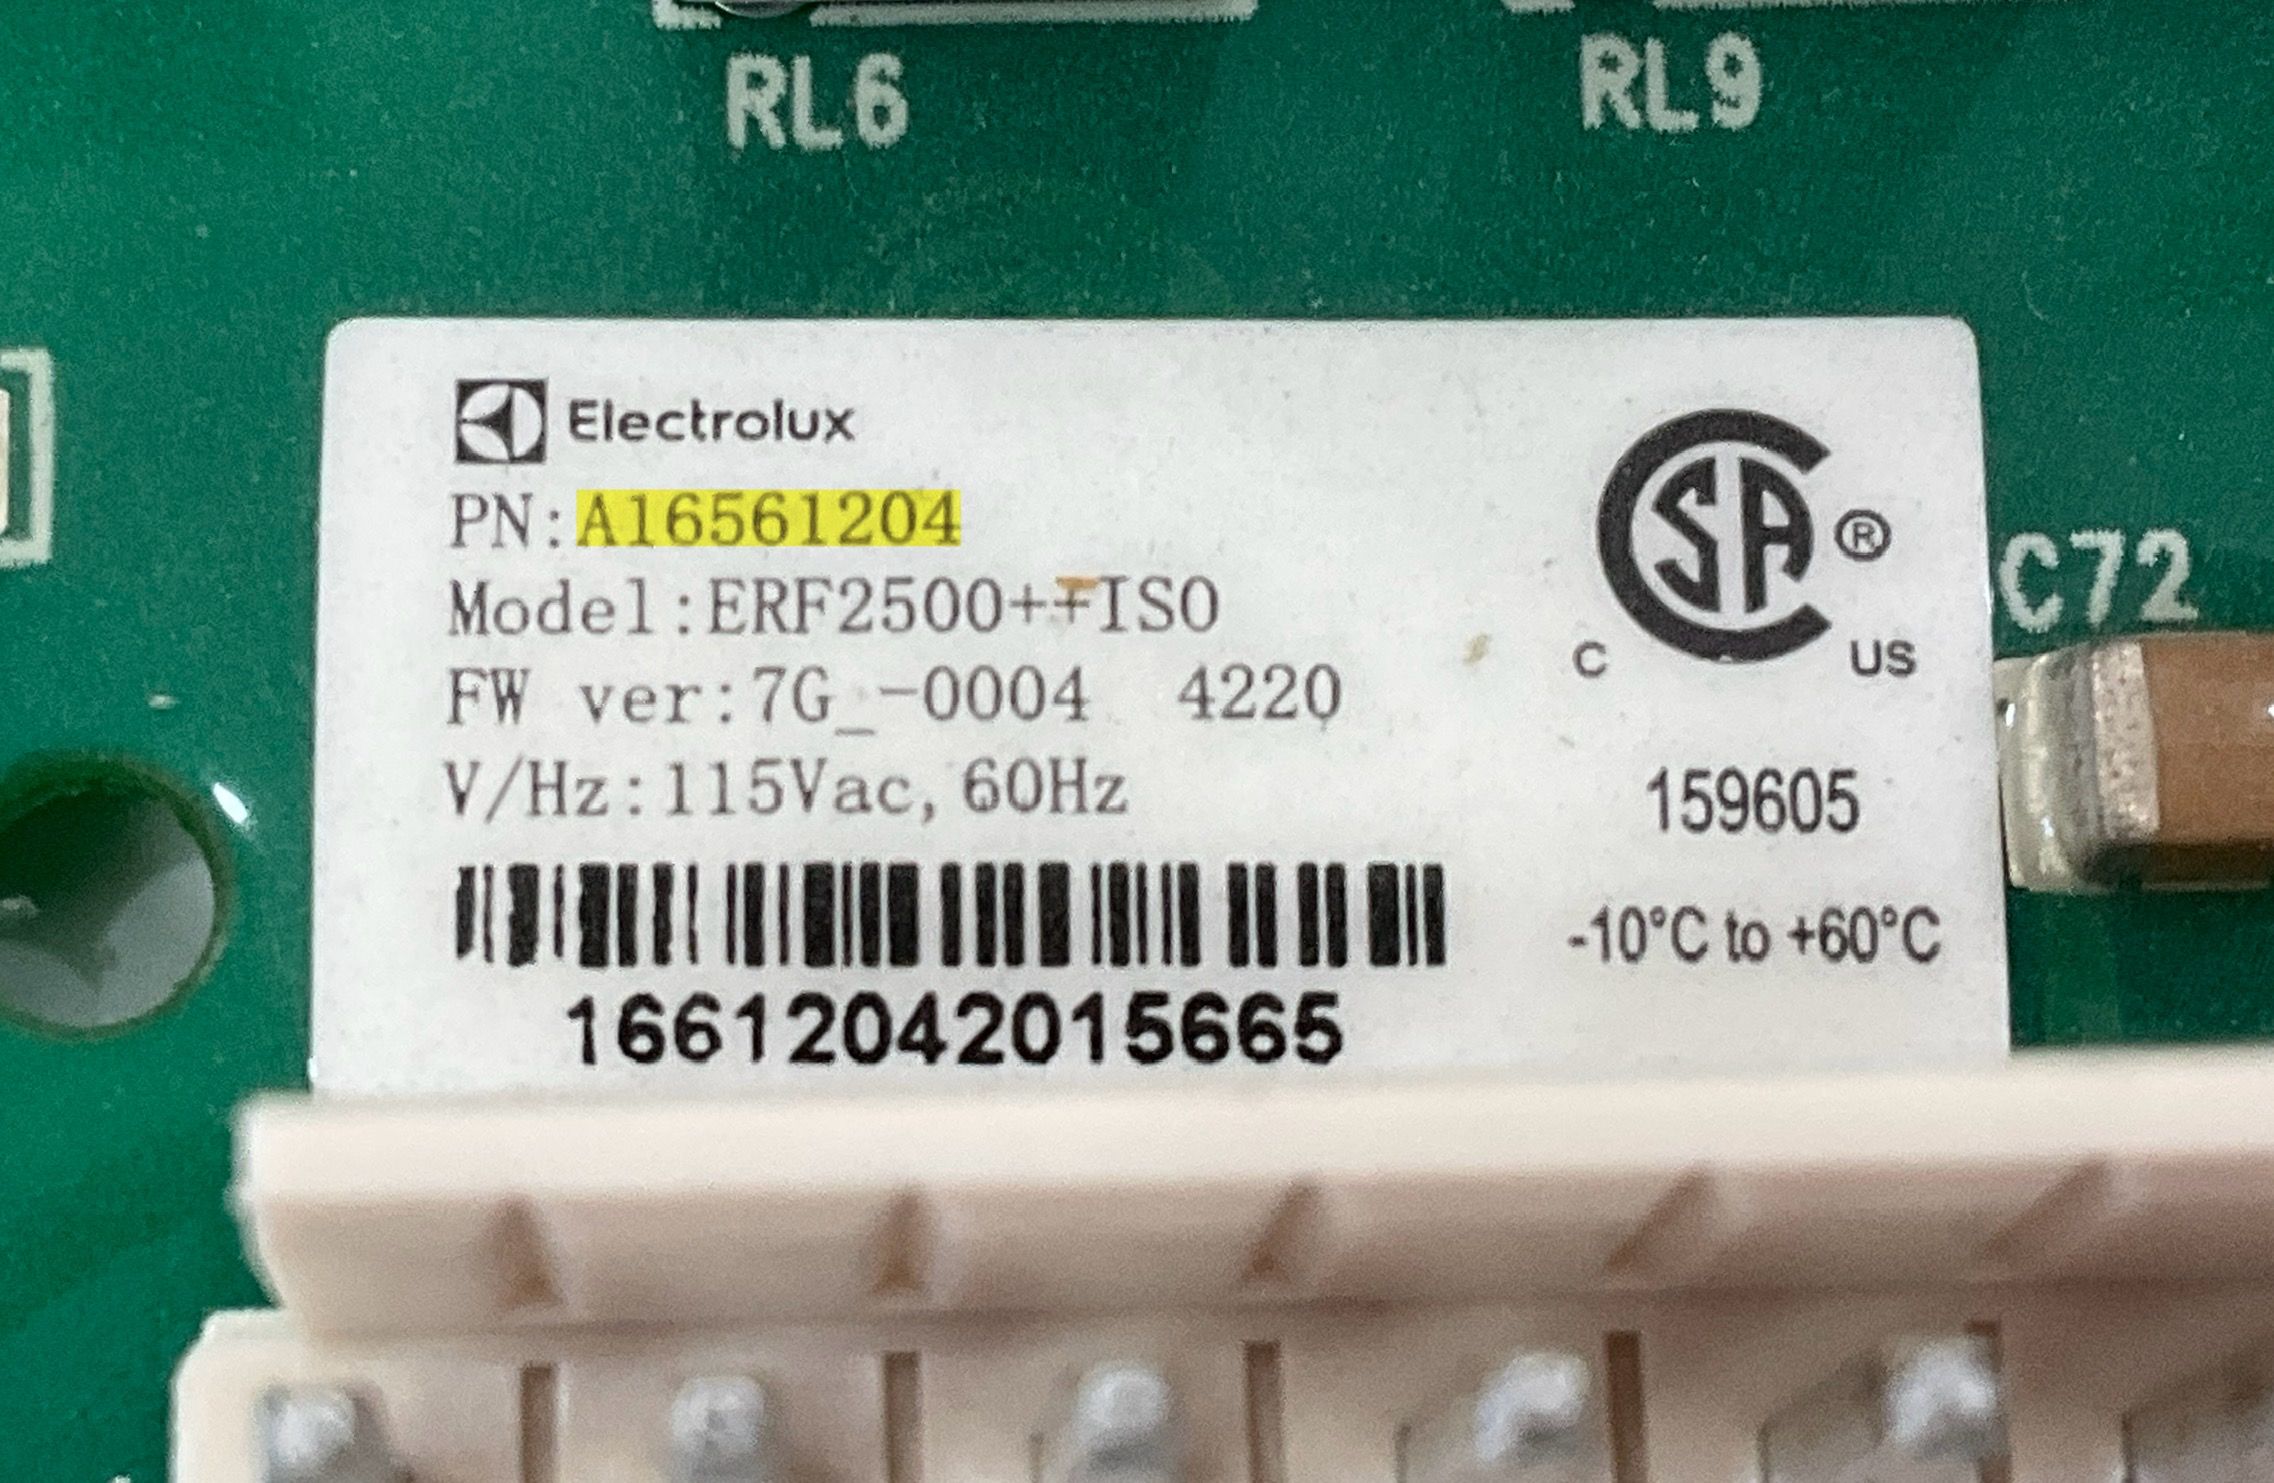 RL6
RL9
Electrolux
PN:A16561204
Model:ERF2500++ISO
FW ver:7G_-0004 4220
V/Hz:115Vac, 60Hz
16612042015665
CSA®
C US
159605
-10°C to +60°C
C72